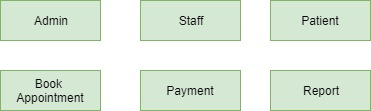 Admin
Staff
Patient
Book
Appointment
Payment
Report